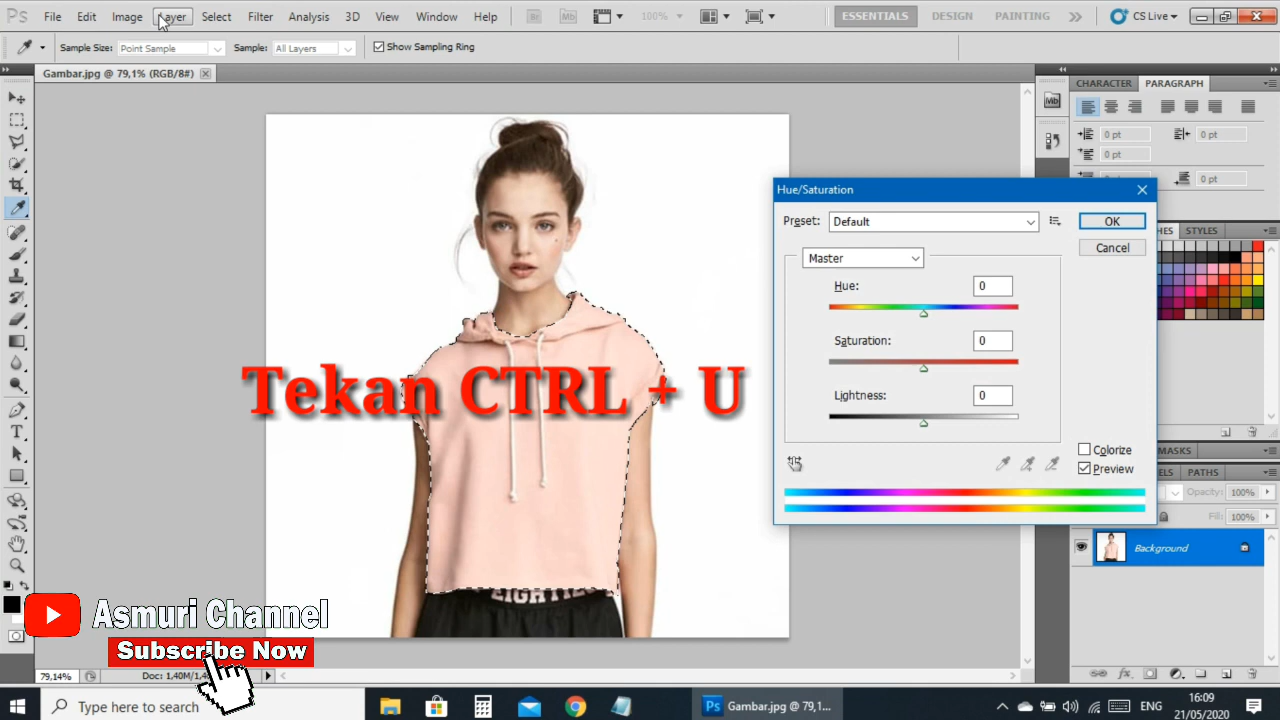 Ps File Edit Image Layer Select Filter Analysis 3D View Window Help Br Mb 100% ESSENTIALS DESIGN PAINTING CS Live
Sample Size: Point Sample Sample: All Layers Show Sampling Ring
Gambar.jpg @ 79,1% (RGB/8#)
CHARACTER PARAGRAPH
Mb
0 pt 0 pt
0 pt
0 pt
Hue/Saturation
Preset: Default OK
Cancel
STYLES
Master
Hue: 0
Saturation: 0
Lightness: 0
Colorize
Preview
Tekan CTRL + U
MASKS
PATHS
Opacity: 100%
Fill: 100%
Background
Asmuri Channel
Subscribe Now
79,14% Doc: 1,40M/1,4
Type here to search
Ps Gambar.jpg @ 79,1...
ENG
16:09
21/05/2020